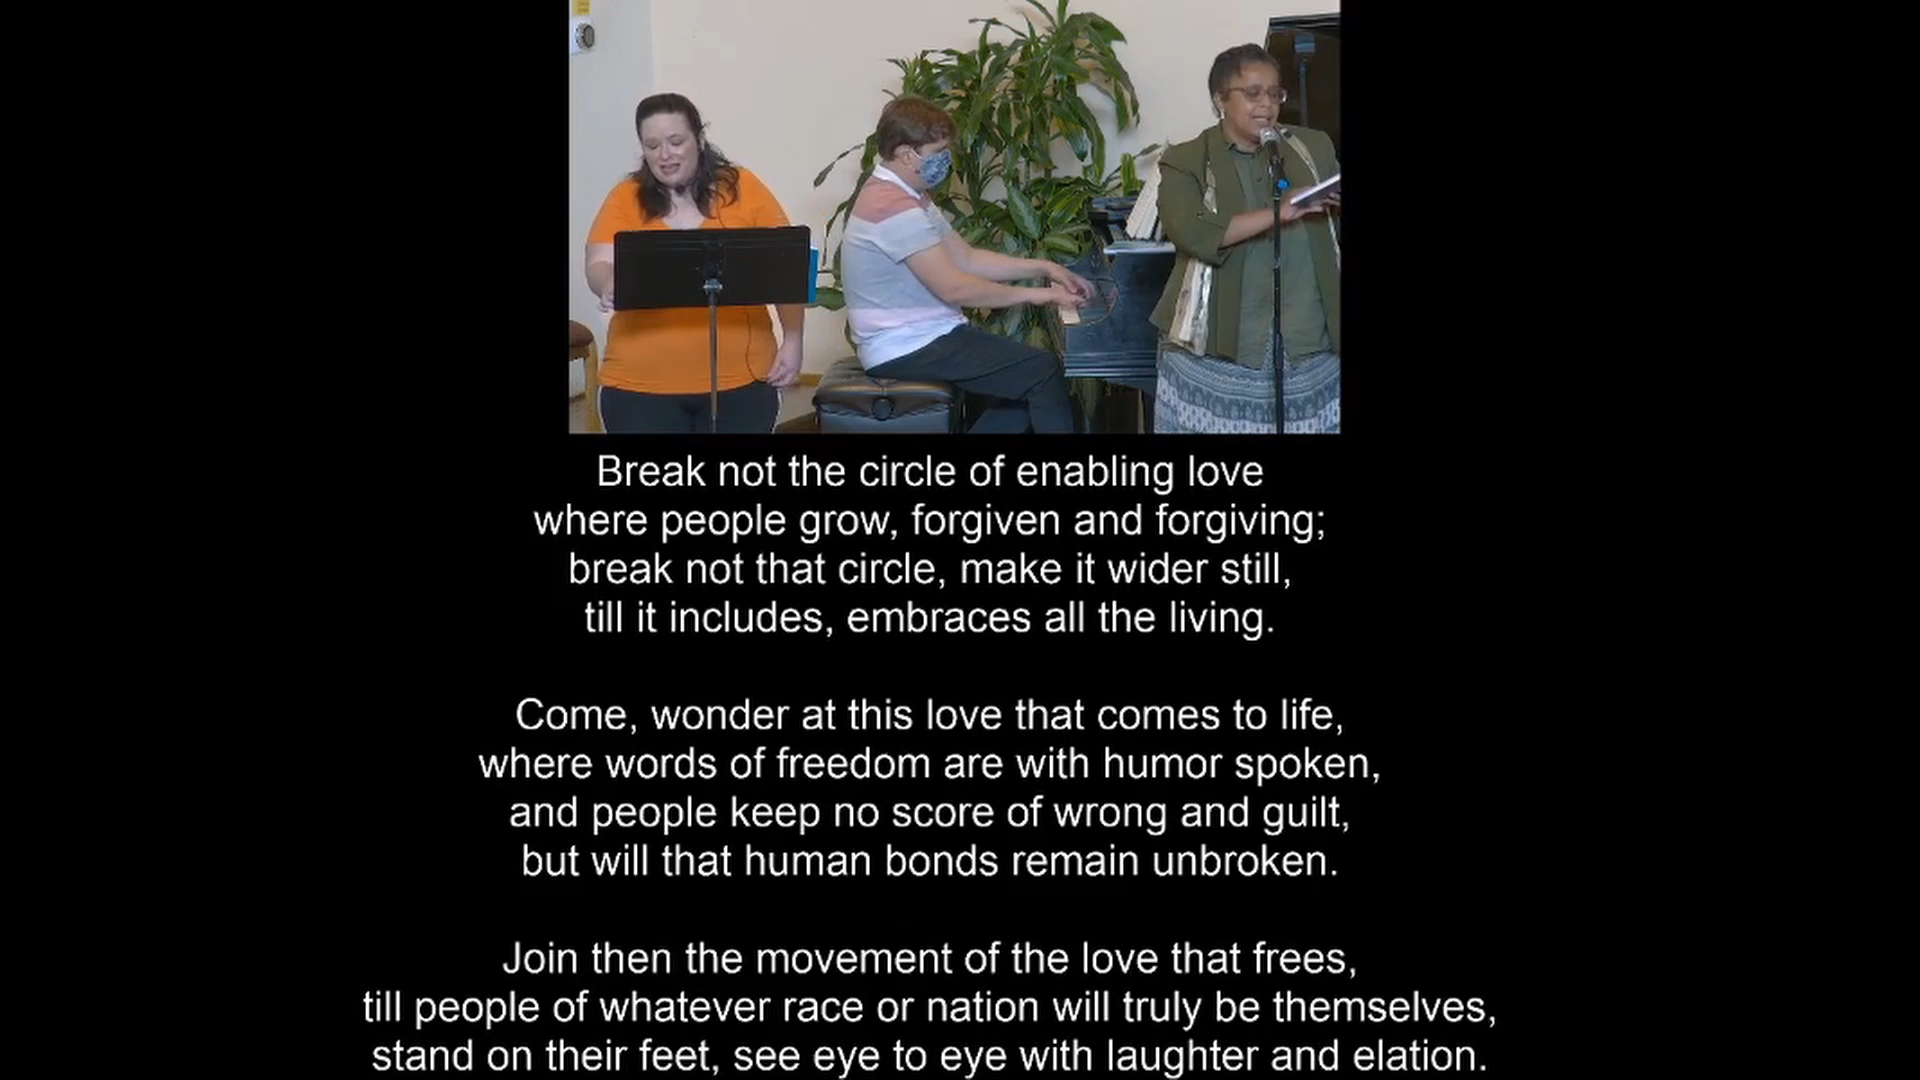 Break not the circle of enabling love
where people grow, forgiven and forgiving;
break not that circle, make it wider still,
till it includes, embraces all the living.
Come, wonder at this love that comes to life,
where words of freedom are with humor spoken,
and people keep no score of wrong and guilt,
but will that human bonds remain unbroken.
Join then the movement of the love that frees,
till people of whatever race or nation will truly be themselves,
stand on their feet, see eye to eye with laughter and elation.